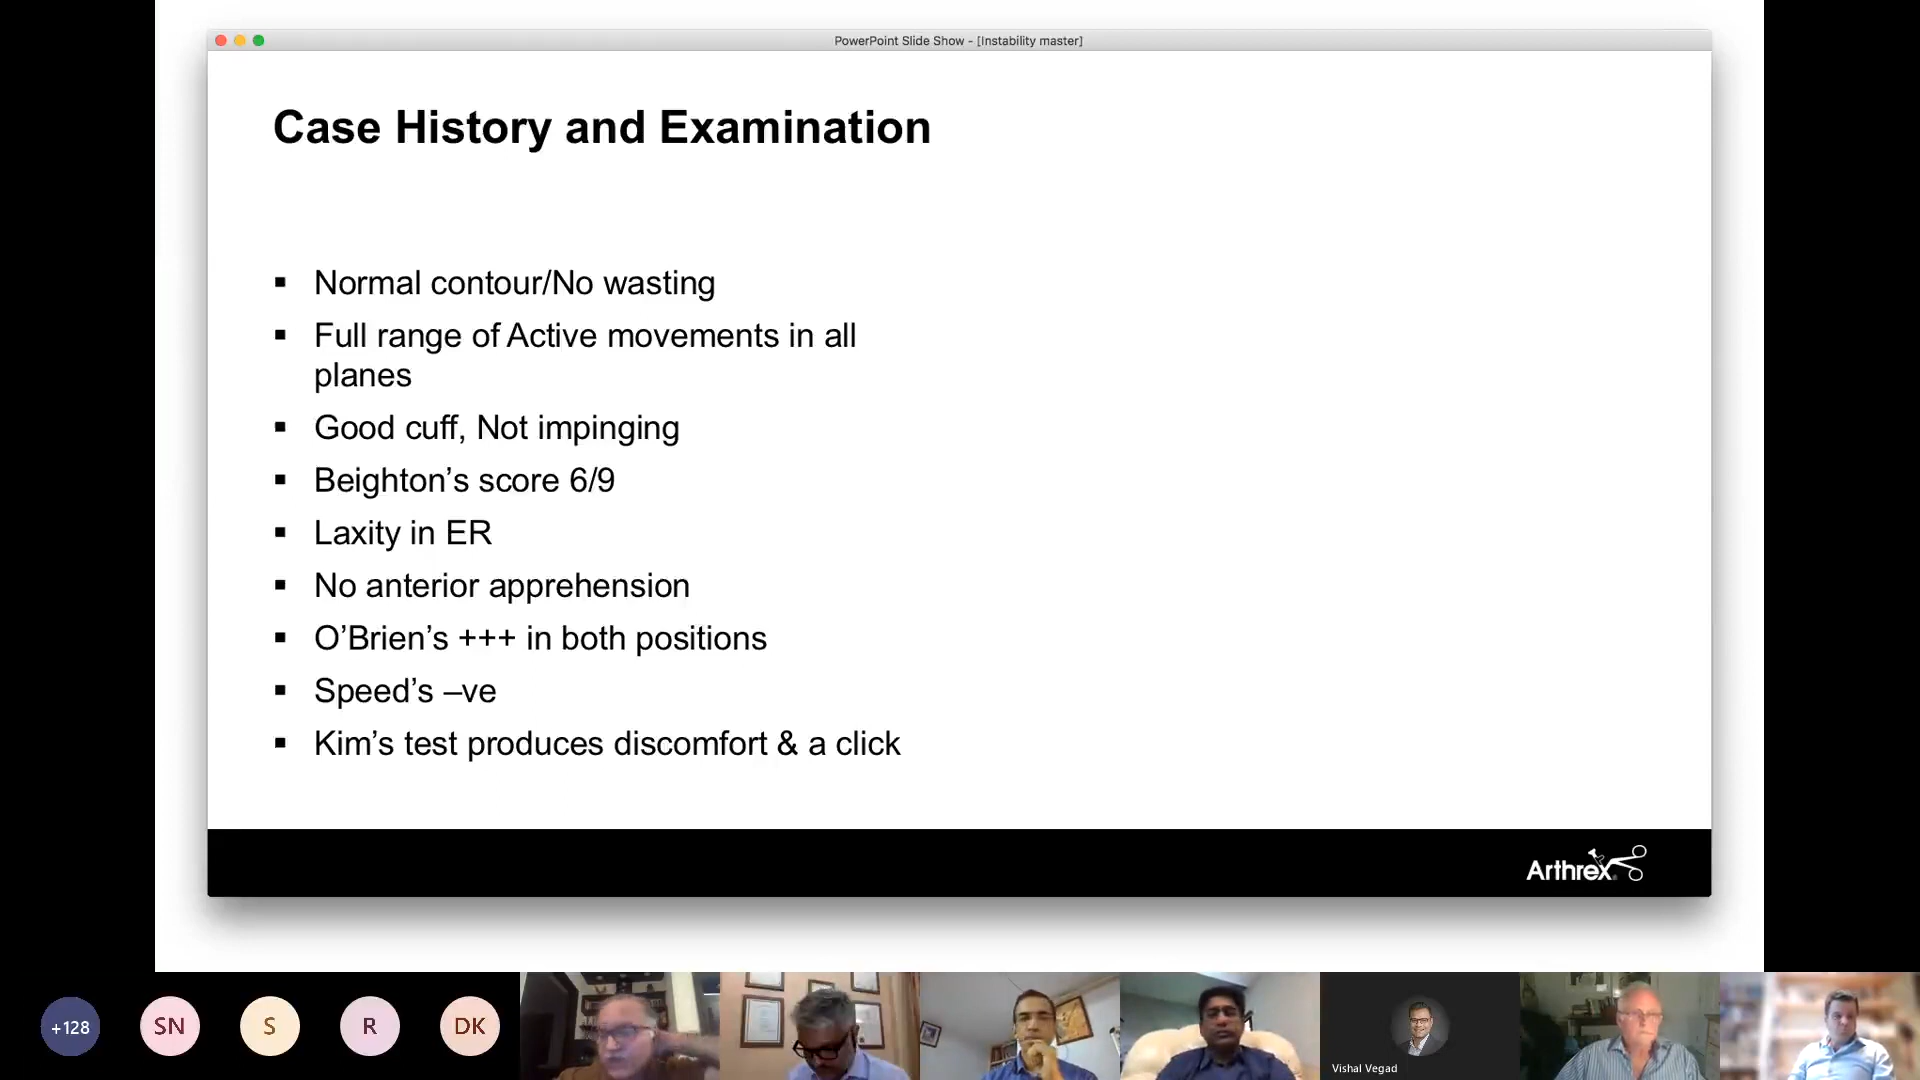 PowerPoint Slide Show - [Instability master]
Case History and Examination
▪ Normal contour/No wasting
▪ Full range of Active movements in all
planes
▪ Good cuff, Not impinging
▪ Beighton’s score 6/9
▪ Laxity in ER
▪ No anterior apprehension
▪ O’Brien’s +++ in both positions
▪ Speed’s –ve
▪ Kim’s test produces discomfort & a click
Arthrex
+128 SN S R DK
Vishal Vegad